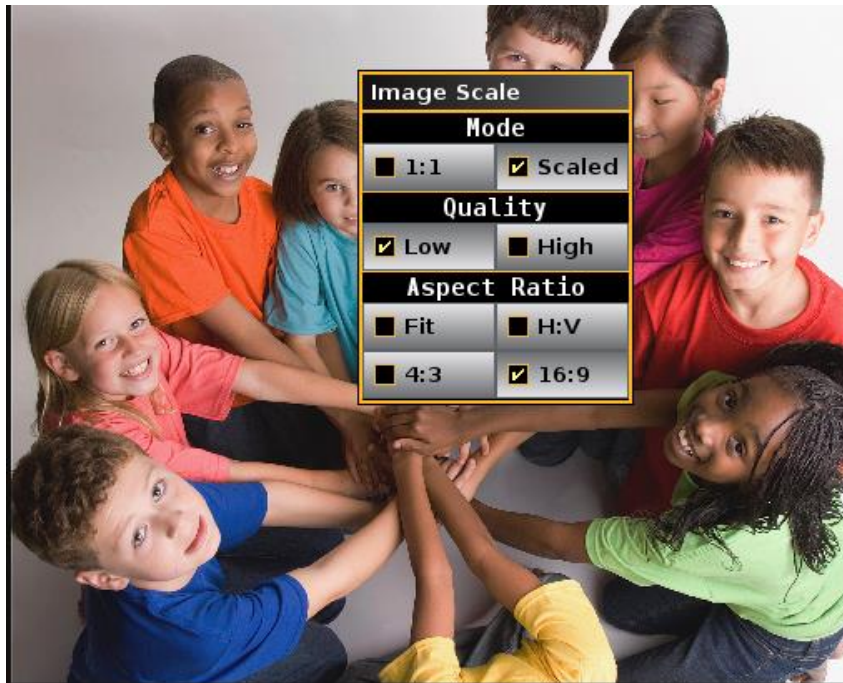 Image Scale
Mode
1:1 Scaled
Quality
Low High
Aspect Ratio
Fit H:V
4:3 16:9